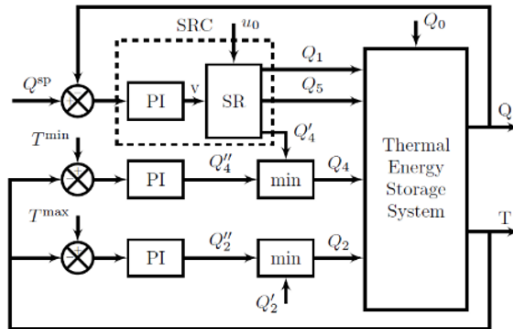 SRC
u₀
Q₀
Qˢᵖ
PI
v
SR
Q₁
Q₅
Q
Q′₄
Tᵐⁱⁿ
PI
Q″₄
min
Q₄
Thermal
Energy
Storage
System
T
Tᵐᵃˣ
PI
Q″₂
min
Q₂
Q′₂